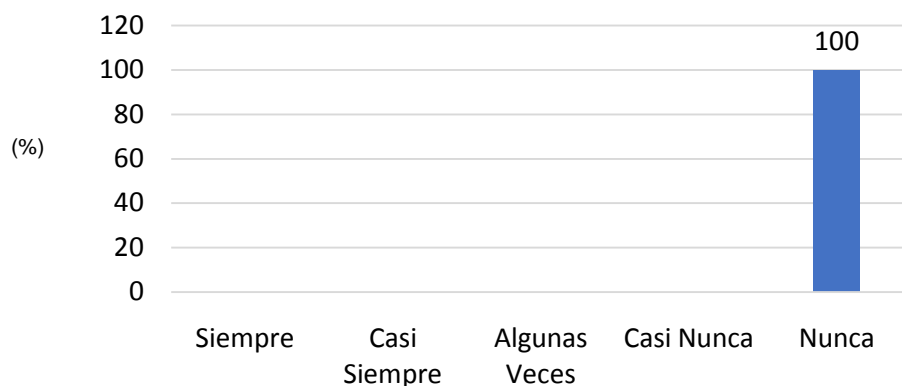 120
100
80
60
40
20
0
(%)
100
Siempre
Casi
Siempre
Algunas
Veces
Casi Nunca
Nunca